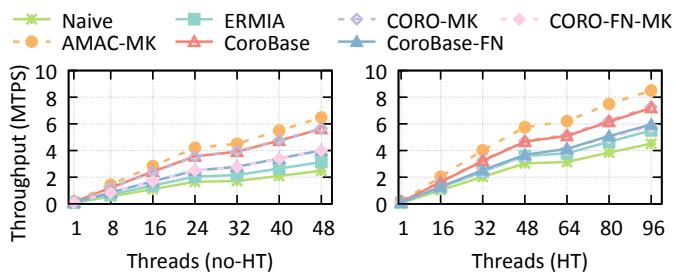 Naive ERMIA CORO-MK CORO-FN-MK
AMAC-MK CoroBase CoroBase-FN
Throughput (MTPS)
10
8
6
4
2
0
1 8 16 24 32 40 48
Threads (no-HT)
10
8
6
4
2
0
1 16 32 48 64 80 96
Threads (HT)